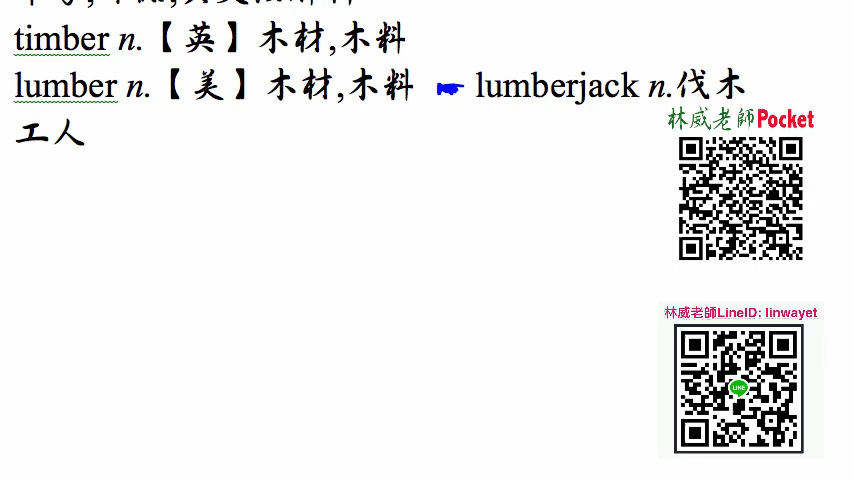 timber n.【英】木材,木料
lumber n.【美】木材,木料 ☛ lumberjack n.伐木
工人
林威老師Pocket
林威老師LineID: linwayet
LINE